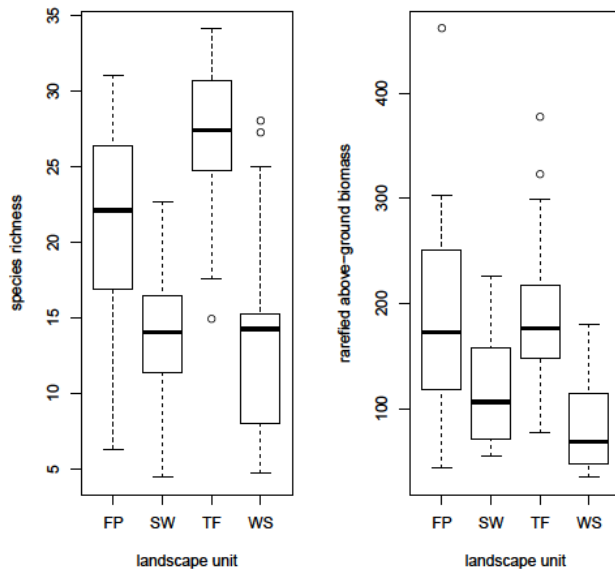 species richness
35
30
25
20
15
10
5
FP SW TF WS
landscape unit
rarefied above-ground biomass
400
300
200
100
FP SW TF WS
landscape unit